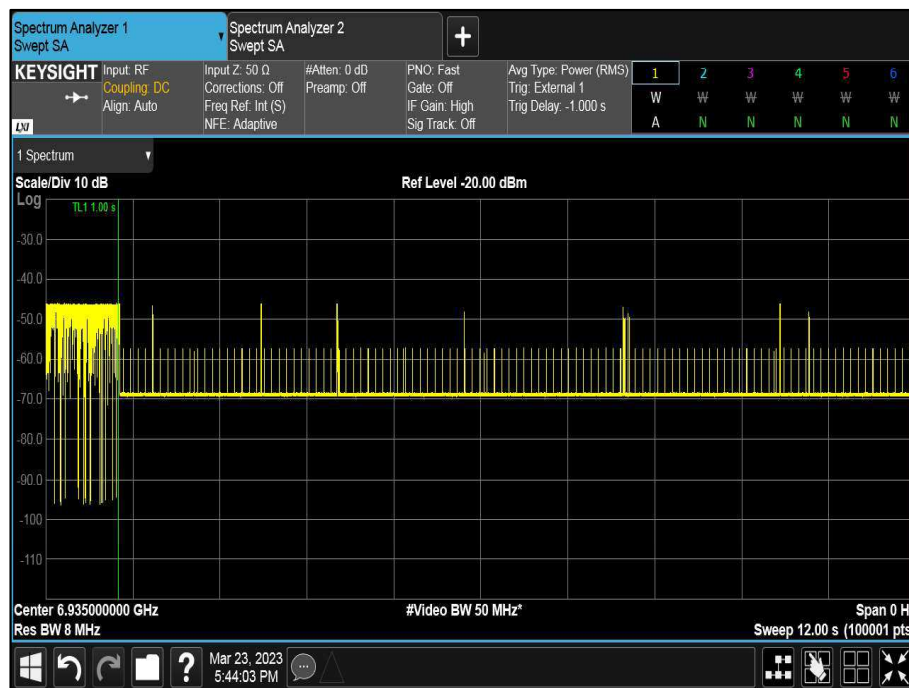 Spectrum Analyzer 1
Swept SA
Spectrum Analyzer 2
Swept SA
+
KEYSIGHT
Input: RF
Coupling: DC
Align: Auto
Input Z: 50 Ω
Corrections: Off
Freq Ref: Int (S)
NFE: Adaptive
#Atten: 0 dB
Preamp: Off
PNO: Fast
Gate: Off
IF Gain: High
Sig Track: Off
Avg Type: Power (RMS)
Trig: External 1
Trig Delay: -1.000 s
1 2 3 4 5 6
W W W W W W
A N N N N N
LXI
1 Spectrum
Scale/Div 10 dB
Ref Level -20.00 dBm
Log
TL1 1.00 s
-30.0
-40.0
-50.0
-60.0
-70.0
-80.0
-90.0
-100
-110
Center 6.935000000 GHz
#Video BW 50 MHz*
Span 0 H
Res BW 8 MHz
Sweep 12.00 s (100001 pts
?
Mar 23, 2023
5:44:03 PM